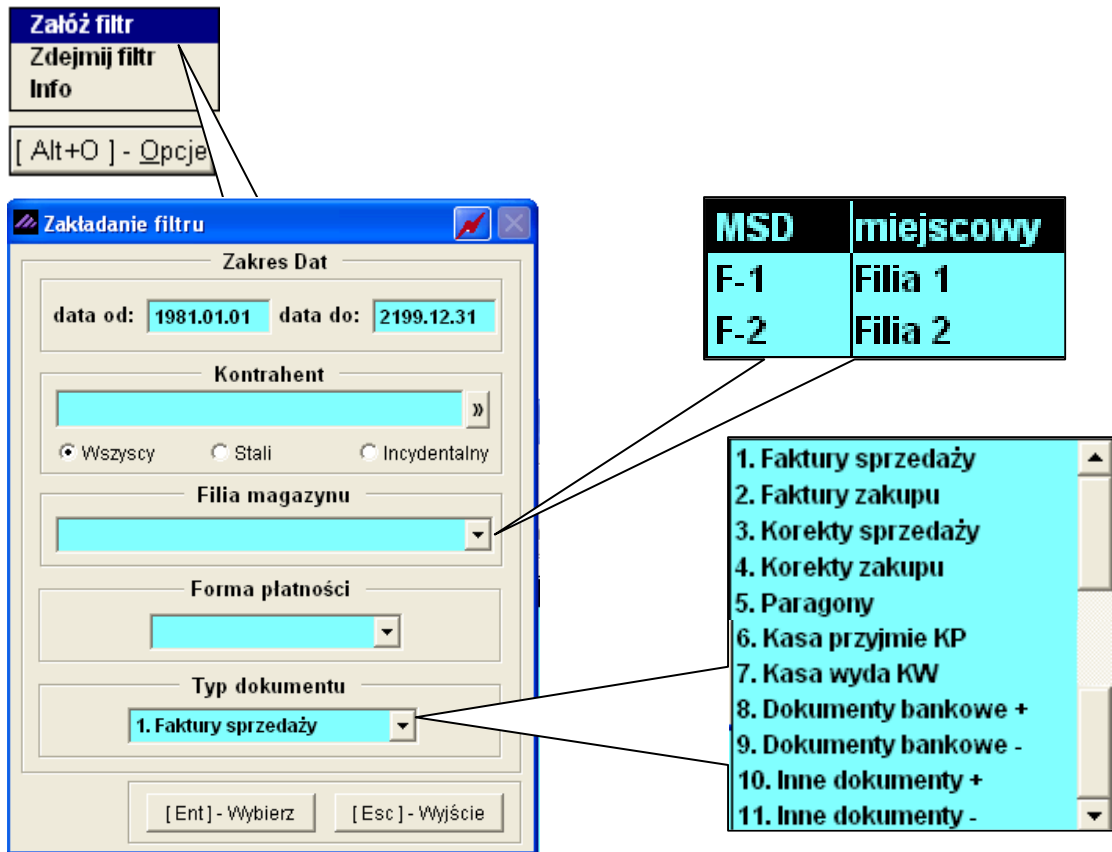 Załóż filtr
Zdejmij filtr
Info
[ Alt+O ] - Opcje
Zakładanie filtru
Zakres Dat
data od: 1981.01.01 data do: 2199.12.31
Kontrahent
»
Wszyscy Stali Incydentalny
Filia magazynu
Forma płatności
Typ dokumentu
1. Faktury sprzedaży
[ Ent ] - Wybierz [ Esc ] - Wyjście
MSD miejscowy
F-1 Filia 1
F-2 Filia 2
1. Faktury sprzedaży
2. Faktury zakupu
3. Korekty sprzedaży
4. Korekty zakupu
5. Paragony
6. Kasa przyjmie KP
7. Kasa wyda KW
8. Dokumenty bankowe +
9. Dokumenty bankowe -
10. Inne dokumenty +
11. Inne dokumenty -